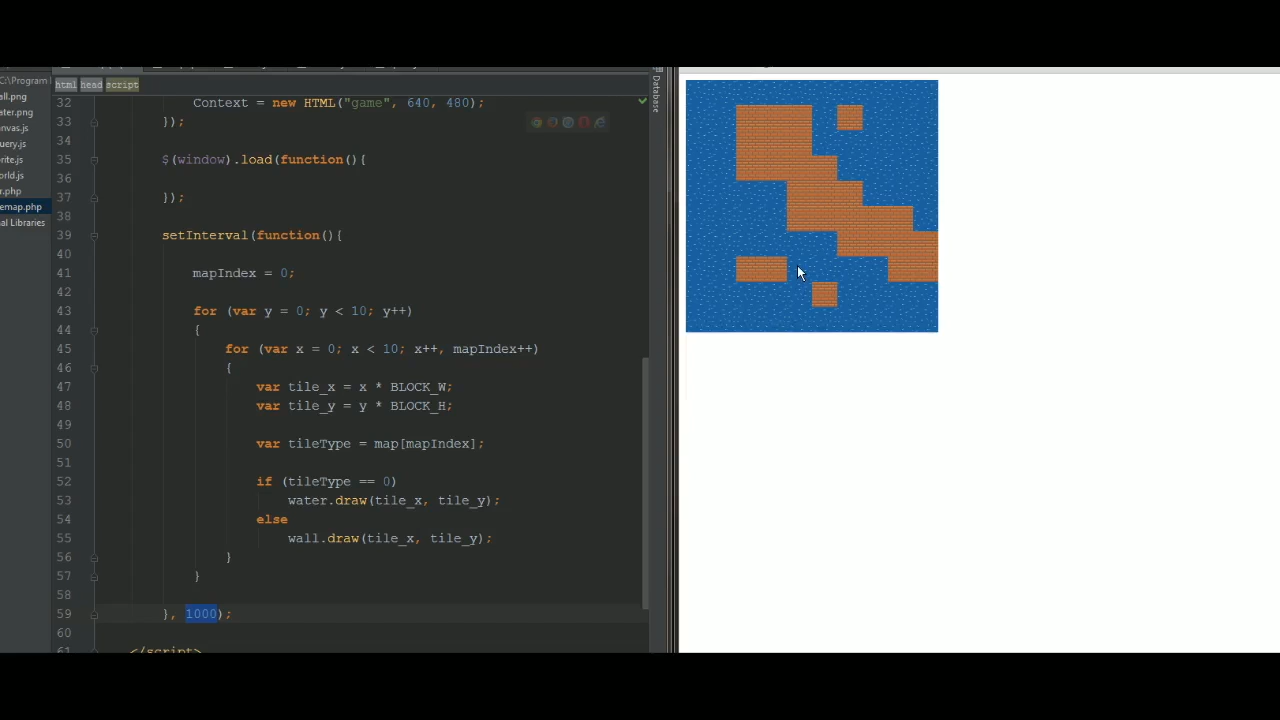 C:\Program
html head script
all.png
ater.png
anvas.js
uery.js
rite.js
orld.js
r.php
emap.php
al Libraries
Database
32 Context = new HTML("game", 640, 480);
33 });
34
35 $(window).load(function(){
36
37 });
38
39 setInterval(function(){
40
41 mapIndex = 0;
42
43 for (var y = 0; y < 10; y++)
44 {
45 for (var x = 0; x < 10; x++, mapIndex++)
46 {
47 var tile_x = x * BLOCK_W;
48 var tile_y = y * BLOCK_H;
49
50 var tileType = map[mapIndex];
51
52 if (tileType == 0)
53 water.draw(tile_x, tile_y);
54 else
55 wall.draw(tile_x, tile_y);
56 }
57 }
58
59 }, 1000);
60
61 </script>